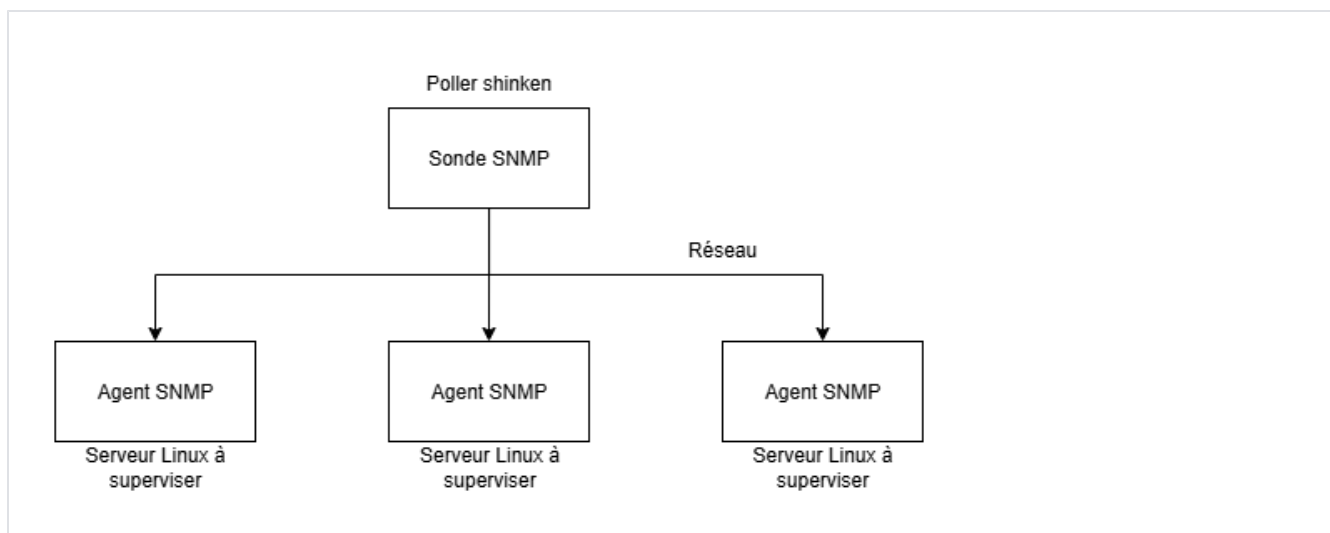 Poller shinken
Sonde SNMP
Réseau
Agent SNMP
Agent SNMP
Agent SNMP
Serveur Linux à
superviser
Serveur Linux à
superviser
Serveur Linux à
superviser